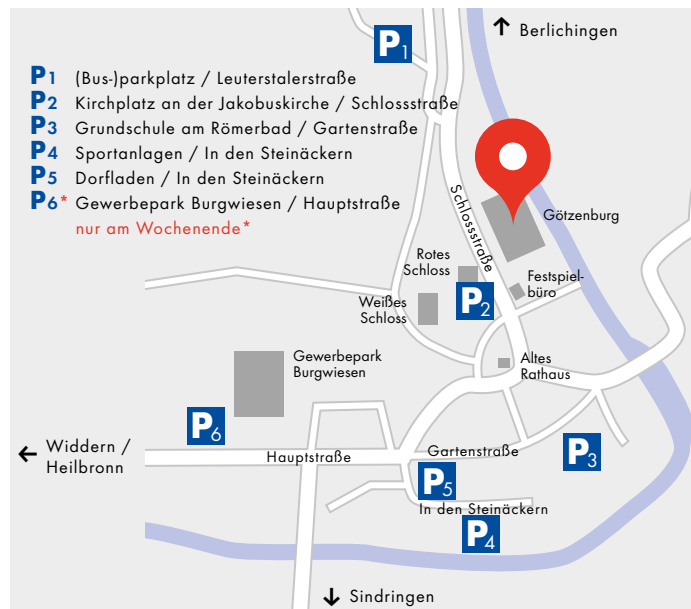 ↑ Berlichingen
P1
P1 (Bus-)parkplatz / Leuterstalerstraße
P2 Kirchplatz an der Jakobuskirche / Schlossstraße
P3 Grundschule am Römerbad / Gartenstraße
P4 Sportanlagen / In den Steinäckern
P5 Dorfladen / In den Steinäckern
P6* Gewerbepark Burgwiesen / Hauptstraße
nur am Wochenende*
Schlossstraße
Götzenburg
Rotes
Schloss
Festspiel-
büro
P2
Weißes
Schloss
Gewerbepark
Burgwiesen
Altes
Rathaus
P6
← Widdern /
Heilbronn
Hauptstraße
Gartenstraße
P3
P5
In den Steinäckern
P4
↓ Sindringen